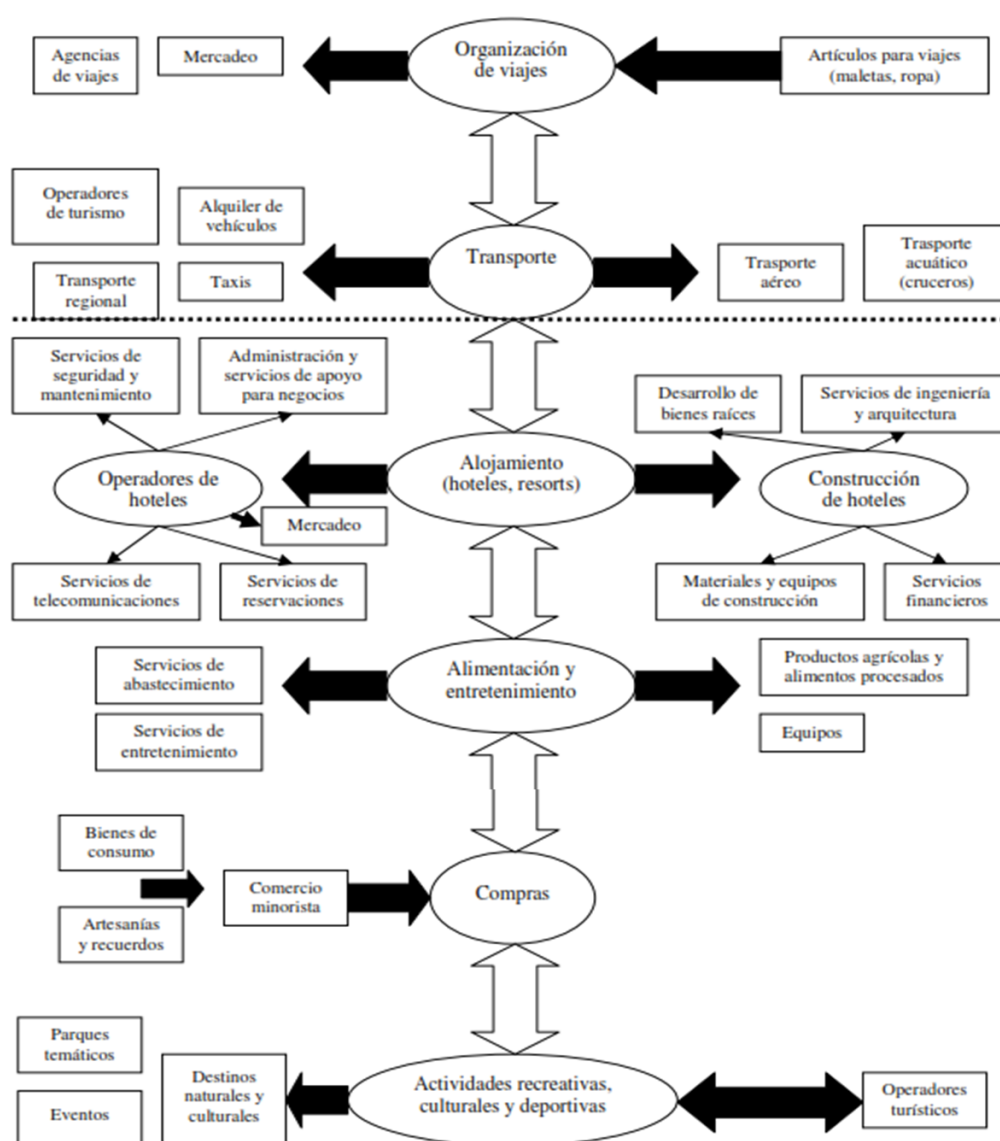 Agencias
de viajes
Mercadeo
Organización
de viajes
Artículos para viajes
(maletas, ropa)
Operadores
de turismo
Alquiler de
vehículos
Transporte
regional
Taxis
Transporte
Trasporte
aéreo
Trasporte
acuático
(cruceros)
Servicios de
seguridad y
mantenimiento
Administración y
servicios de apoyo
para negocios
Desarrollo de
bienes raíces
Servicios de ingeniería
y arquitectura
Operadores de
hoteles
Alojamiento
(hoteles, resorts)
Construcción
de hoteles
Mercadeo
Servicios de
telecomunicaciones
Servicios de
reservaciones
Materiales y equipos
de construcción
Servicios
financieros
Servicios de
abastecimiento
Servicios de
entretenimiento
Alimentación y
entretenimiento
Productos agrícolas y
alimentos procesados
Equipos
Bienes de
consumo
Artesanías
y recuerdos
Comercio
minorista
Compras
Parques
temáticos
Eventos
Destinos
naturales y
culturales
Actividades recreativas,
culturales y deportivas
Operadores
turísticos